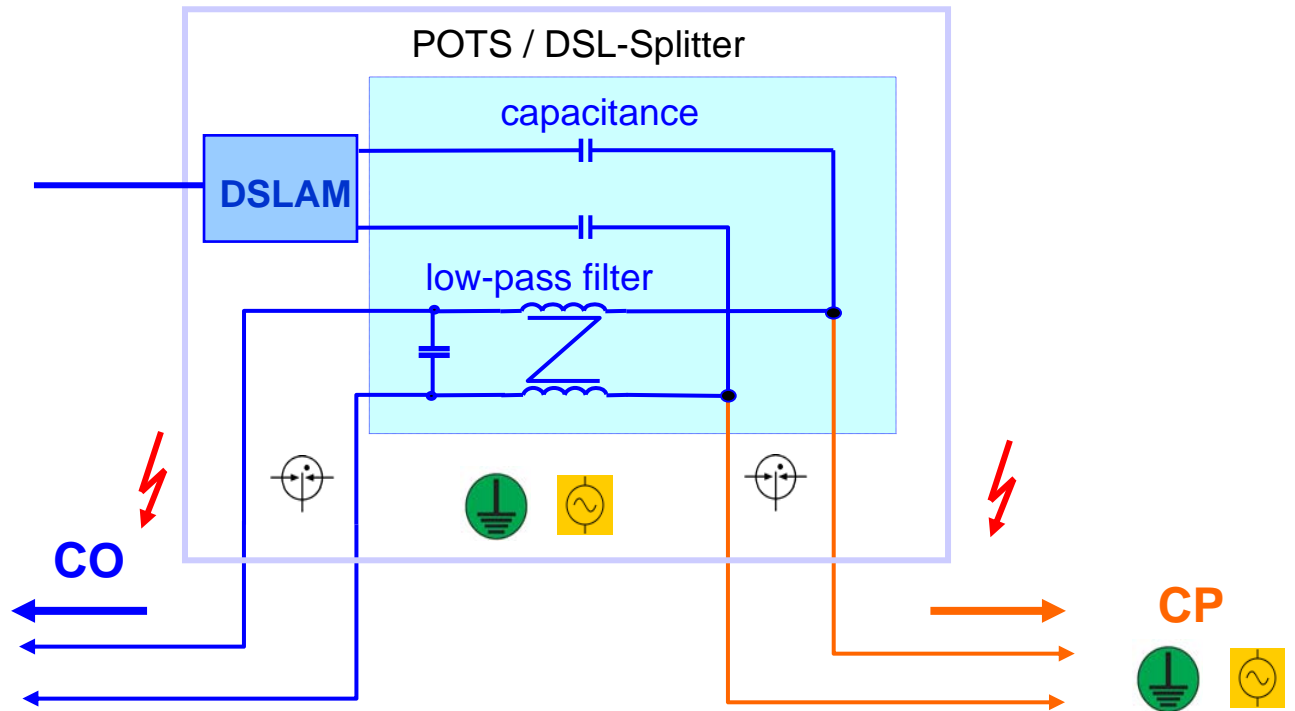 POTS / DSL-Splitter
capacitance
DSLAM
low-pass filter
CO
CP